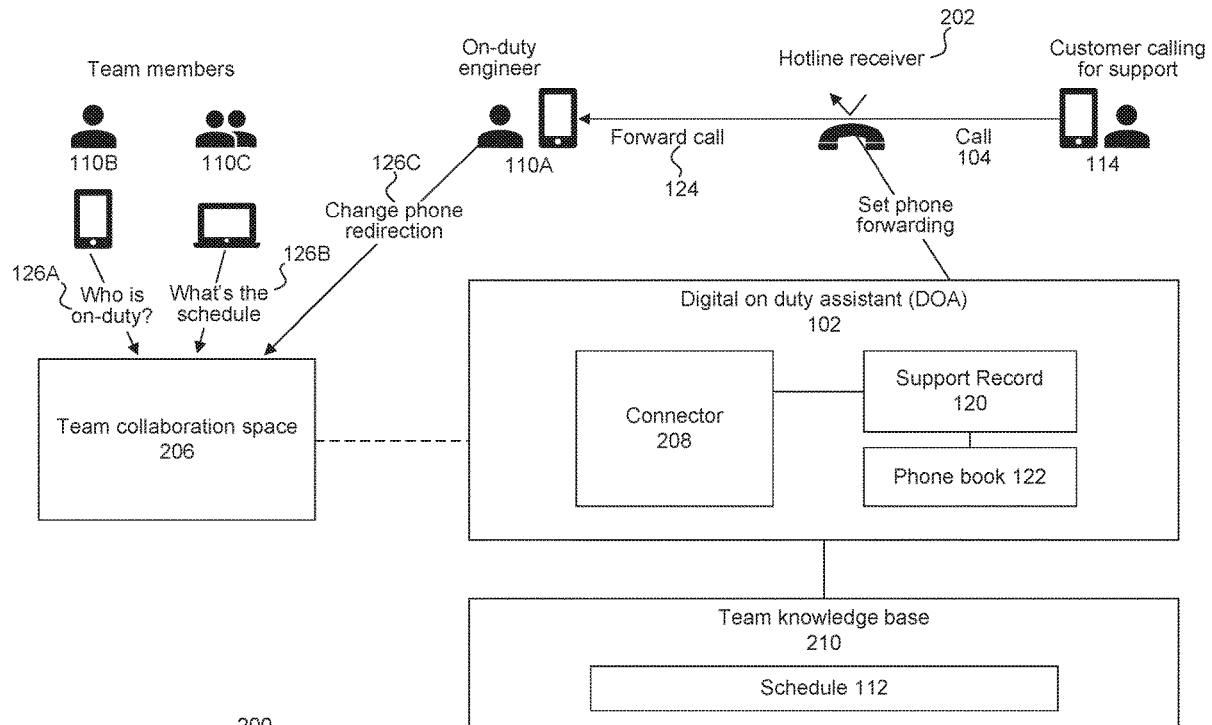 202
Team members
On-duty
engineer
Hotline receiver
Customer calling
for support
110B
110C
110A
Forward call
124
Call
104
114
126C
Change phone
redirection
Set phone
forwarding
126A
Who is
on-duty?
What's the
schedule
126B
Digital on duty assistant (DOA)
102
Team collaboration space
206
Connector
208
Support Record
120
Phone book 122
Team knowledge base
210
Schedule 112
200